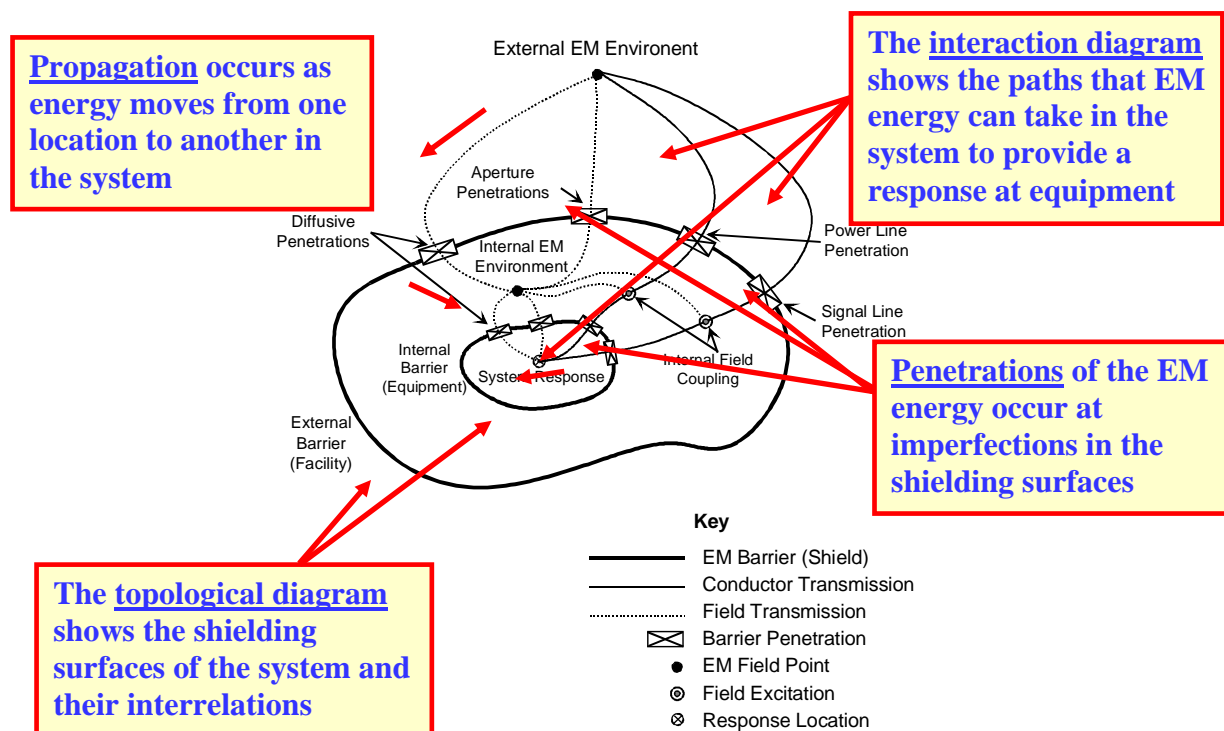 External EM Environent
Propagation occurs as
energy moves from one
location to another in
the system
The interaction diagram
shows the paths that EM
energy can take in the
system to provide a
response at equipment
Aperture
Penetrations
Diffusive
Penetrations
Internal EM
Environment
Power Line
Penetration
Signal Line
Penetration
Internal
Barrier
(Equipment)
System Response
Internal Field
Coupling
External
Barrier
(Facility)
Penetrations of the EM
energy occur at
imperfections in the
shielding surfaces
The topological diagram
shows the shielding
surfaces of the system and
their interrelations
Key
EM Barrier (Shield)
Conductor Transmission
Field Transmission
Barrier Penetration
EM Field Point
Field Excitation
Response Location